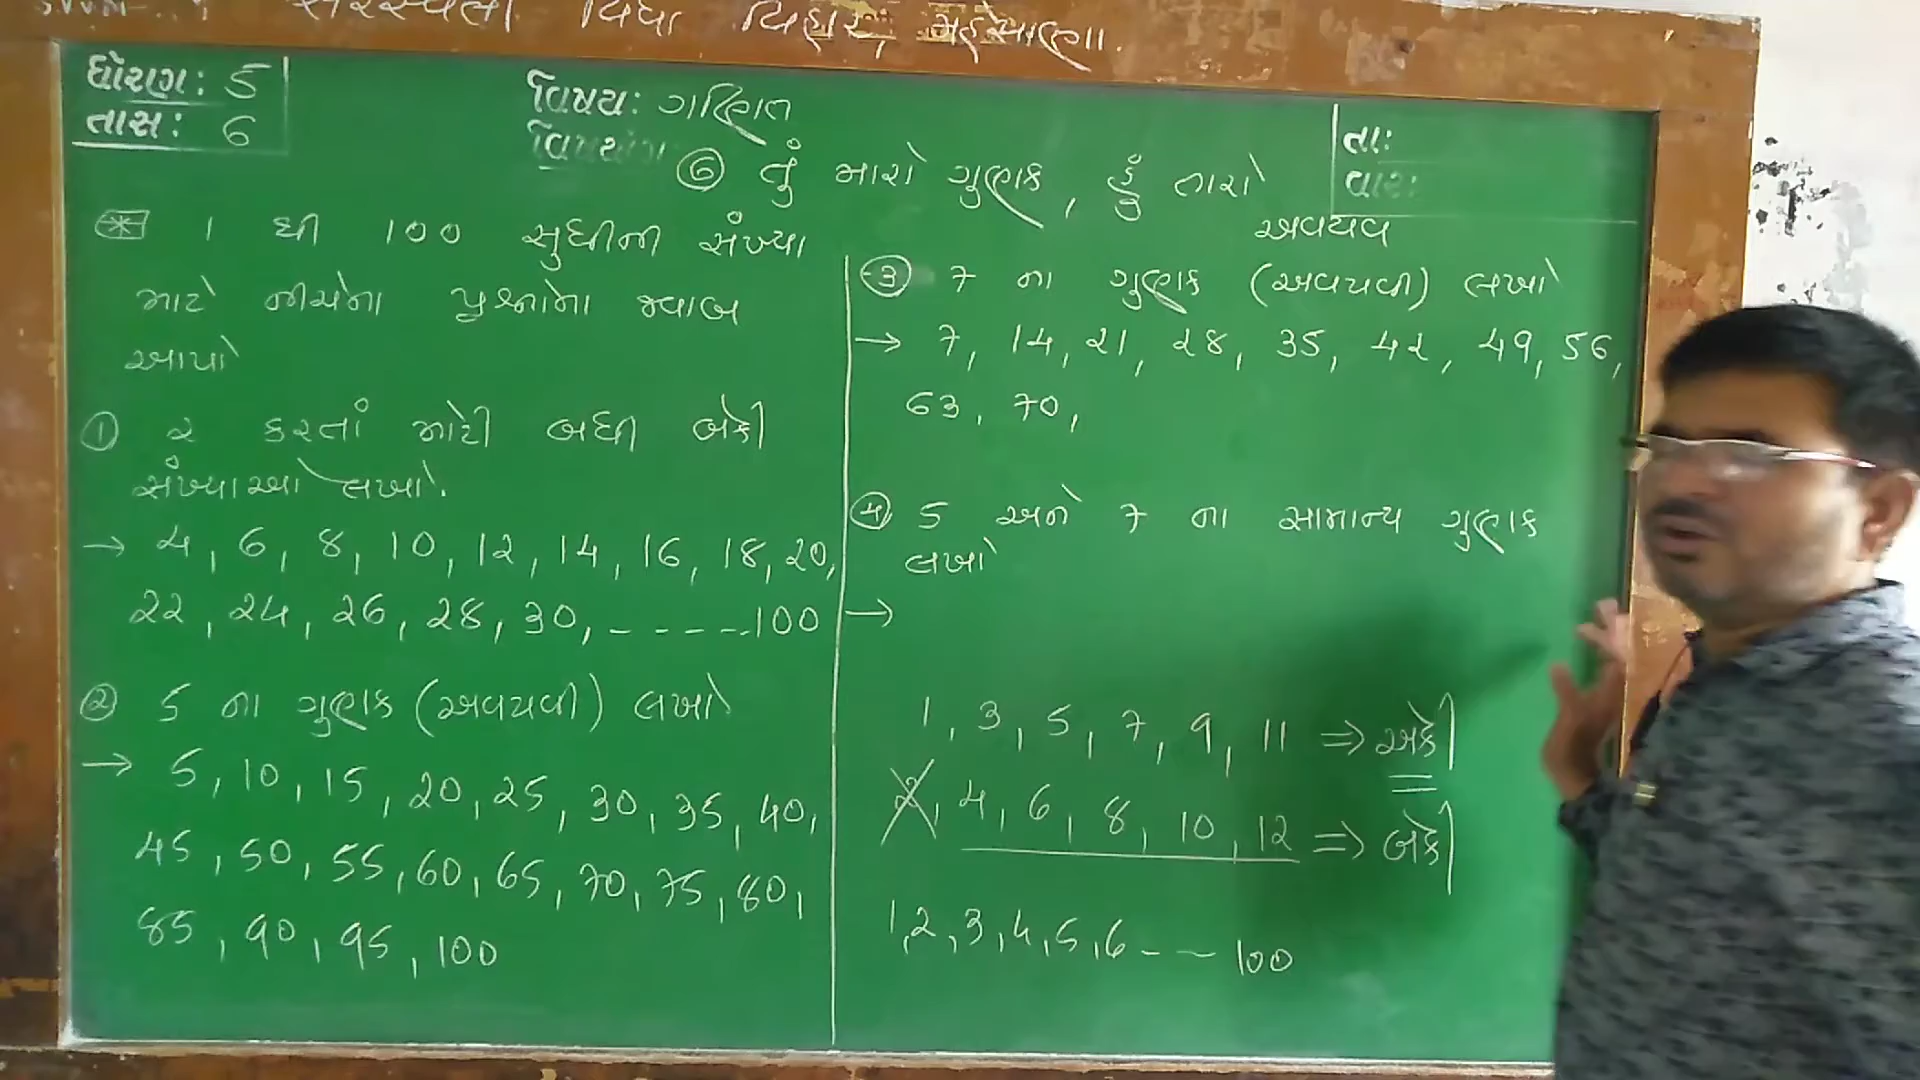 સરસ્વતી વિદ્યા વિહાર, મહેસાણા.
ધોરણ: 5
તાસ: 6
વિષય: ગણિત
તા:
વાર:
⑥ તું મારો ગુણક, હું તારો
અવયવ
* 1 થી 100 સુધીની સંખ્યા
માટે નીચેના પ્રશ્નોના જવાબ
આપો
① ૨ કરતાં મોટી બધી બેકી
સંખ્યાઓ લખો.
→ 4, 6, 8, 10, 12, 14, 16, 18, 20,
22, 24, 26, 28, 30, ----..100
② 5 ના ગુણક (અવયવી) લખો
→ 5, 10, 15, 20, 25, 30, 35, 40,
45, 50, 55, 60, 65, 70, 75, 80,
85, 90, 95, 100
③ 7 ના ગુણક (અવયવી) લખો
→ 7, 14, 21, 28, 35, 42, 49, 56,
63, 70,
④ 5 અને 7 ના સામાન્ય ગુણક
લખો
→
1, 3, 5, 7, 9, 11 ⇒ એકી
2, 4, 6, 8, 10, 12 ⇒ બેકી
1,2,3,4,5,6 -- 100